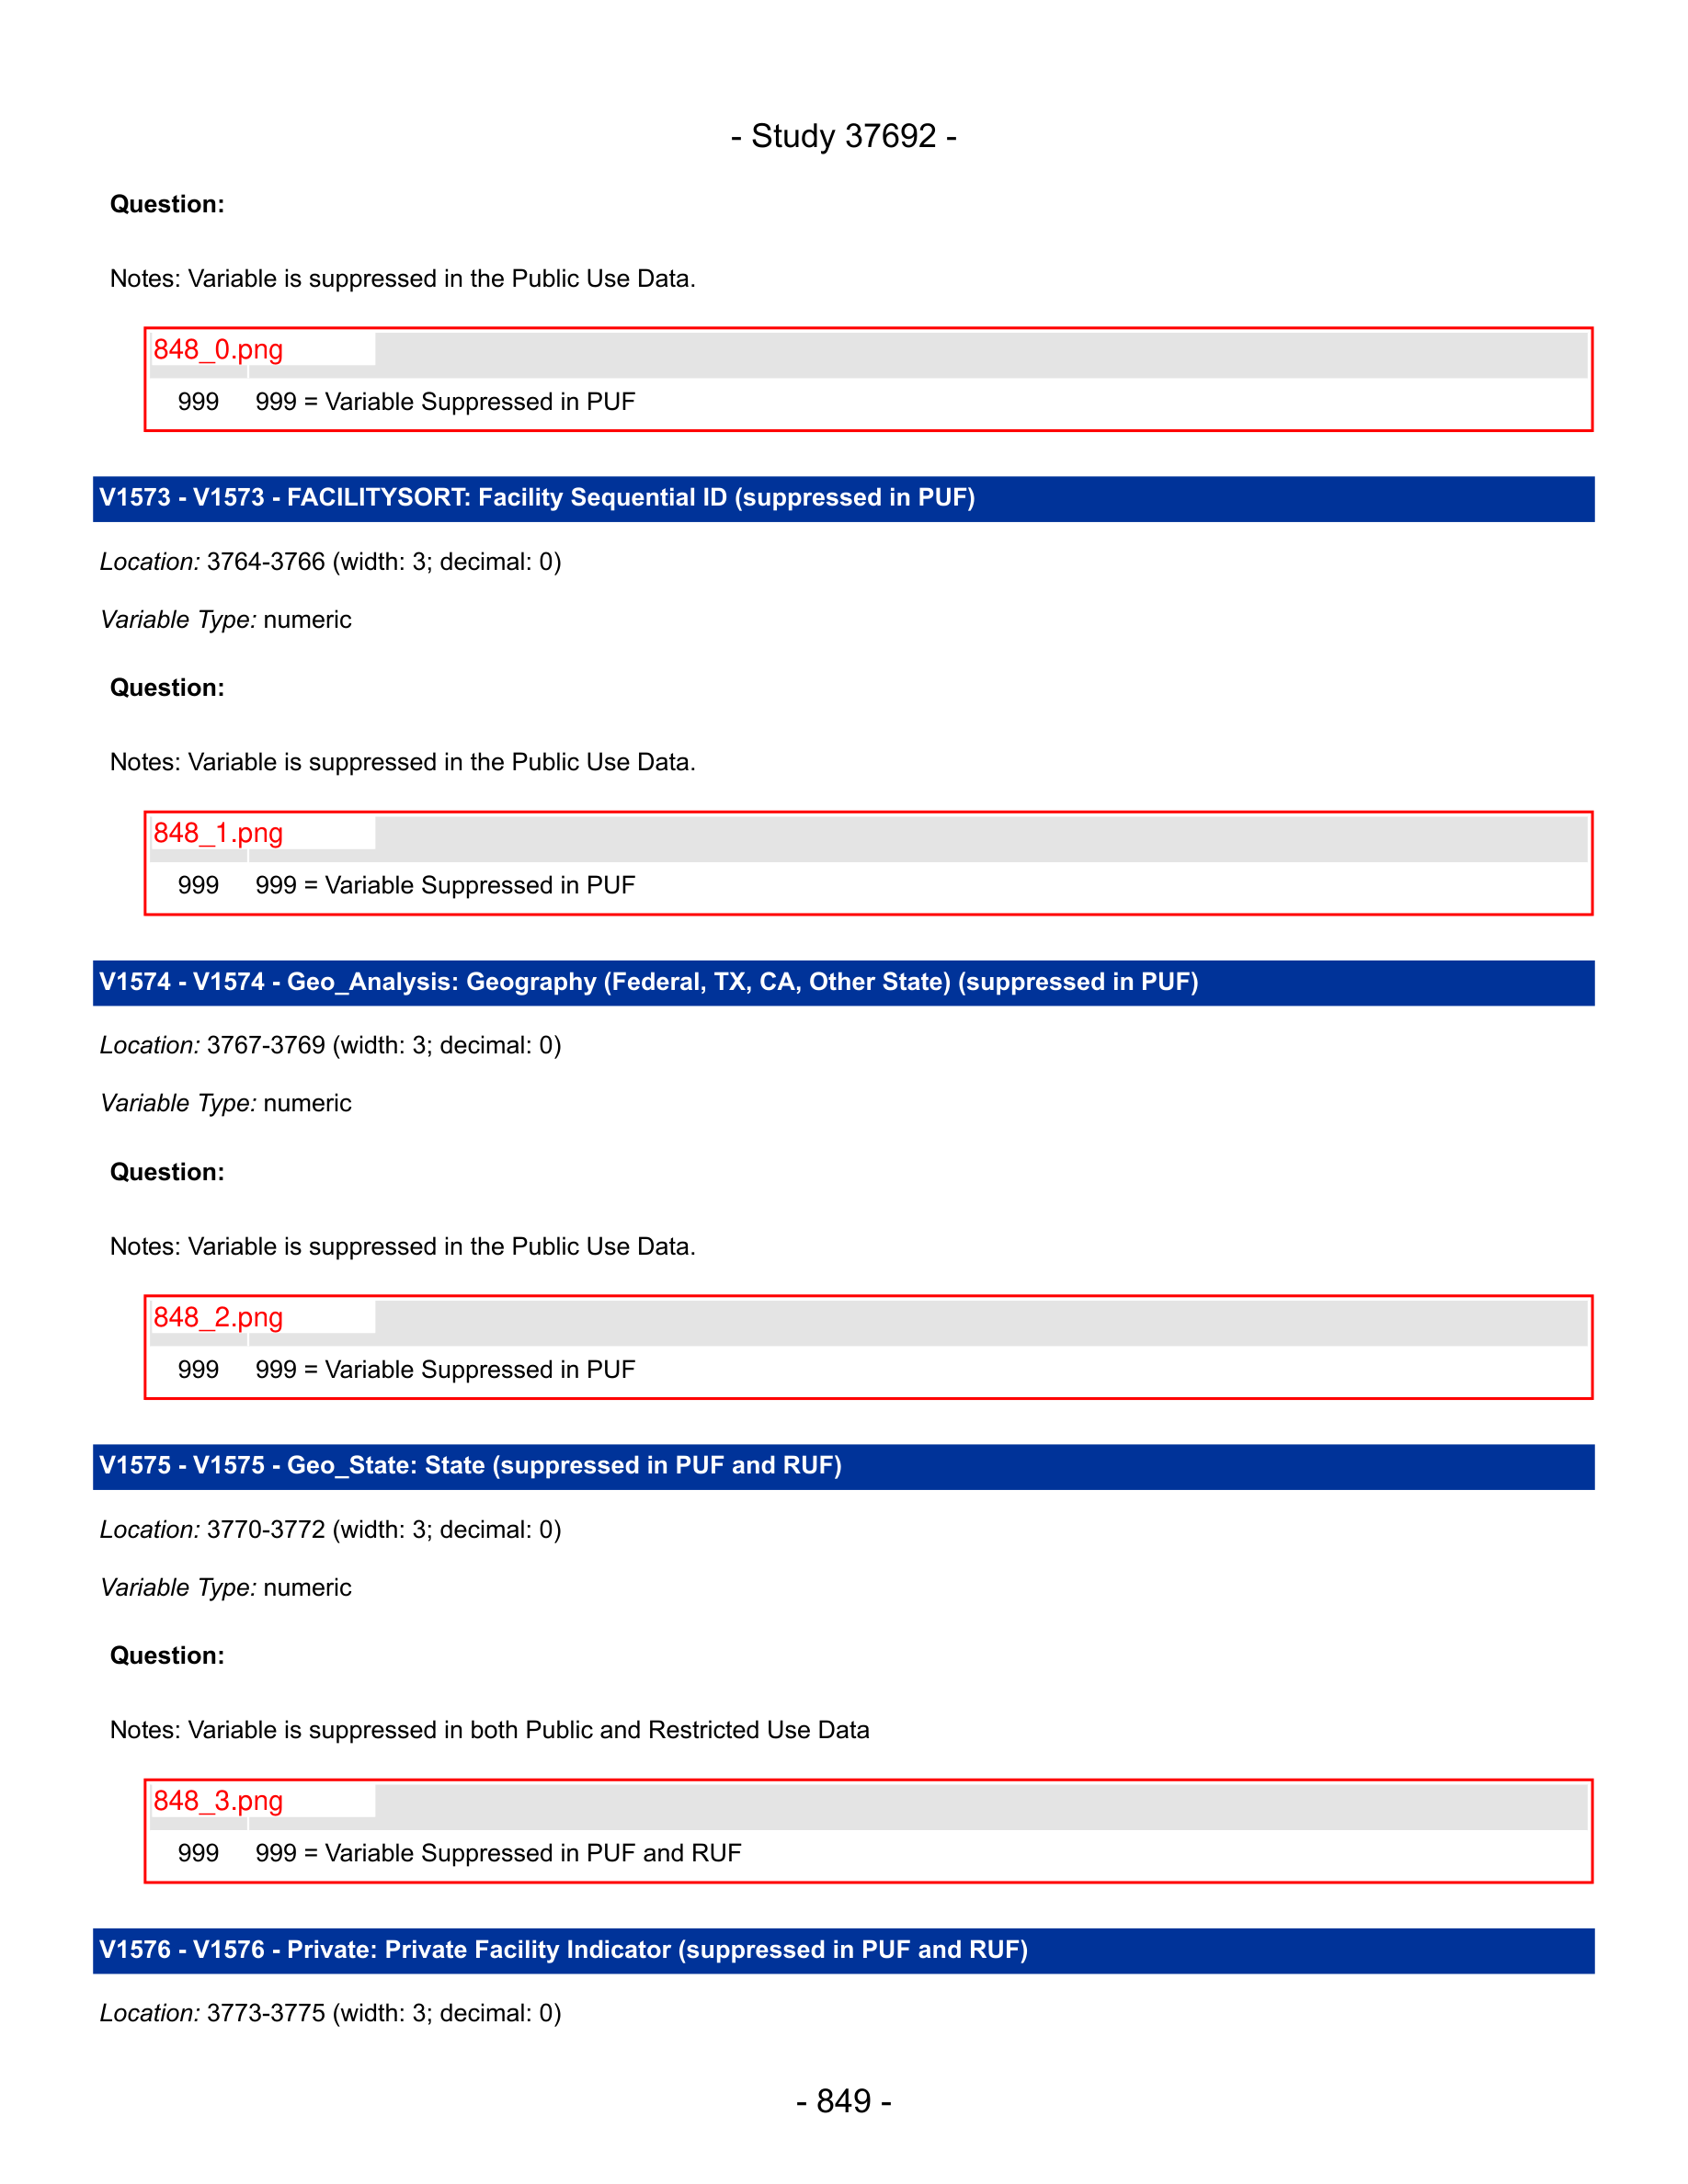 - Study 37692 -
Question:
Notes: Variable is suppressed in the Public Use Data.
848_0.png
999 999 = Variable Suppressed in PUF
V1573 - V1573 - FACILITYSORT: Facility Sequential ID (suppressed in PUF)
Location: 3764-3766 (width: 3; decimal: 0)
Variable Type: numeric
Question:
Notes: Variable is suppressed in the Public Use Data.
848_1.png
999 999 = Variable Suppressed in PUF
V1574 - V1574 - Geo_Analysis: Geography (Federal, TX, CA, Other State) (suppressed in PUF)
Location: 3767-3769 (width: 3; decimal: 0)
Variable Type: numeric
Question:
Notes: Variable is suppressed in the Public Use Data.
848_2.png
999 999 = Variable Suppressed in PUF
V1575 - V1575 - Geo_State: State (suppressed in PUF and RUF)
Location: 3770-3772 (width: 3; decimal: 0)
Variable Type: numeric
Question:
Notes: Variable is suppressed in both Public and Restricted Use Data
848_3.png
999 999 = Variable Suppressed in PUF and RUF
V1576 - V1576 - Private: Private Facility Indicator (suppressed in PUF and RUF)
Location: 3773-3775 (width: 3; decimal: 0)
- 849 -